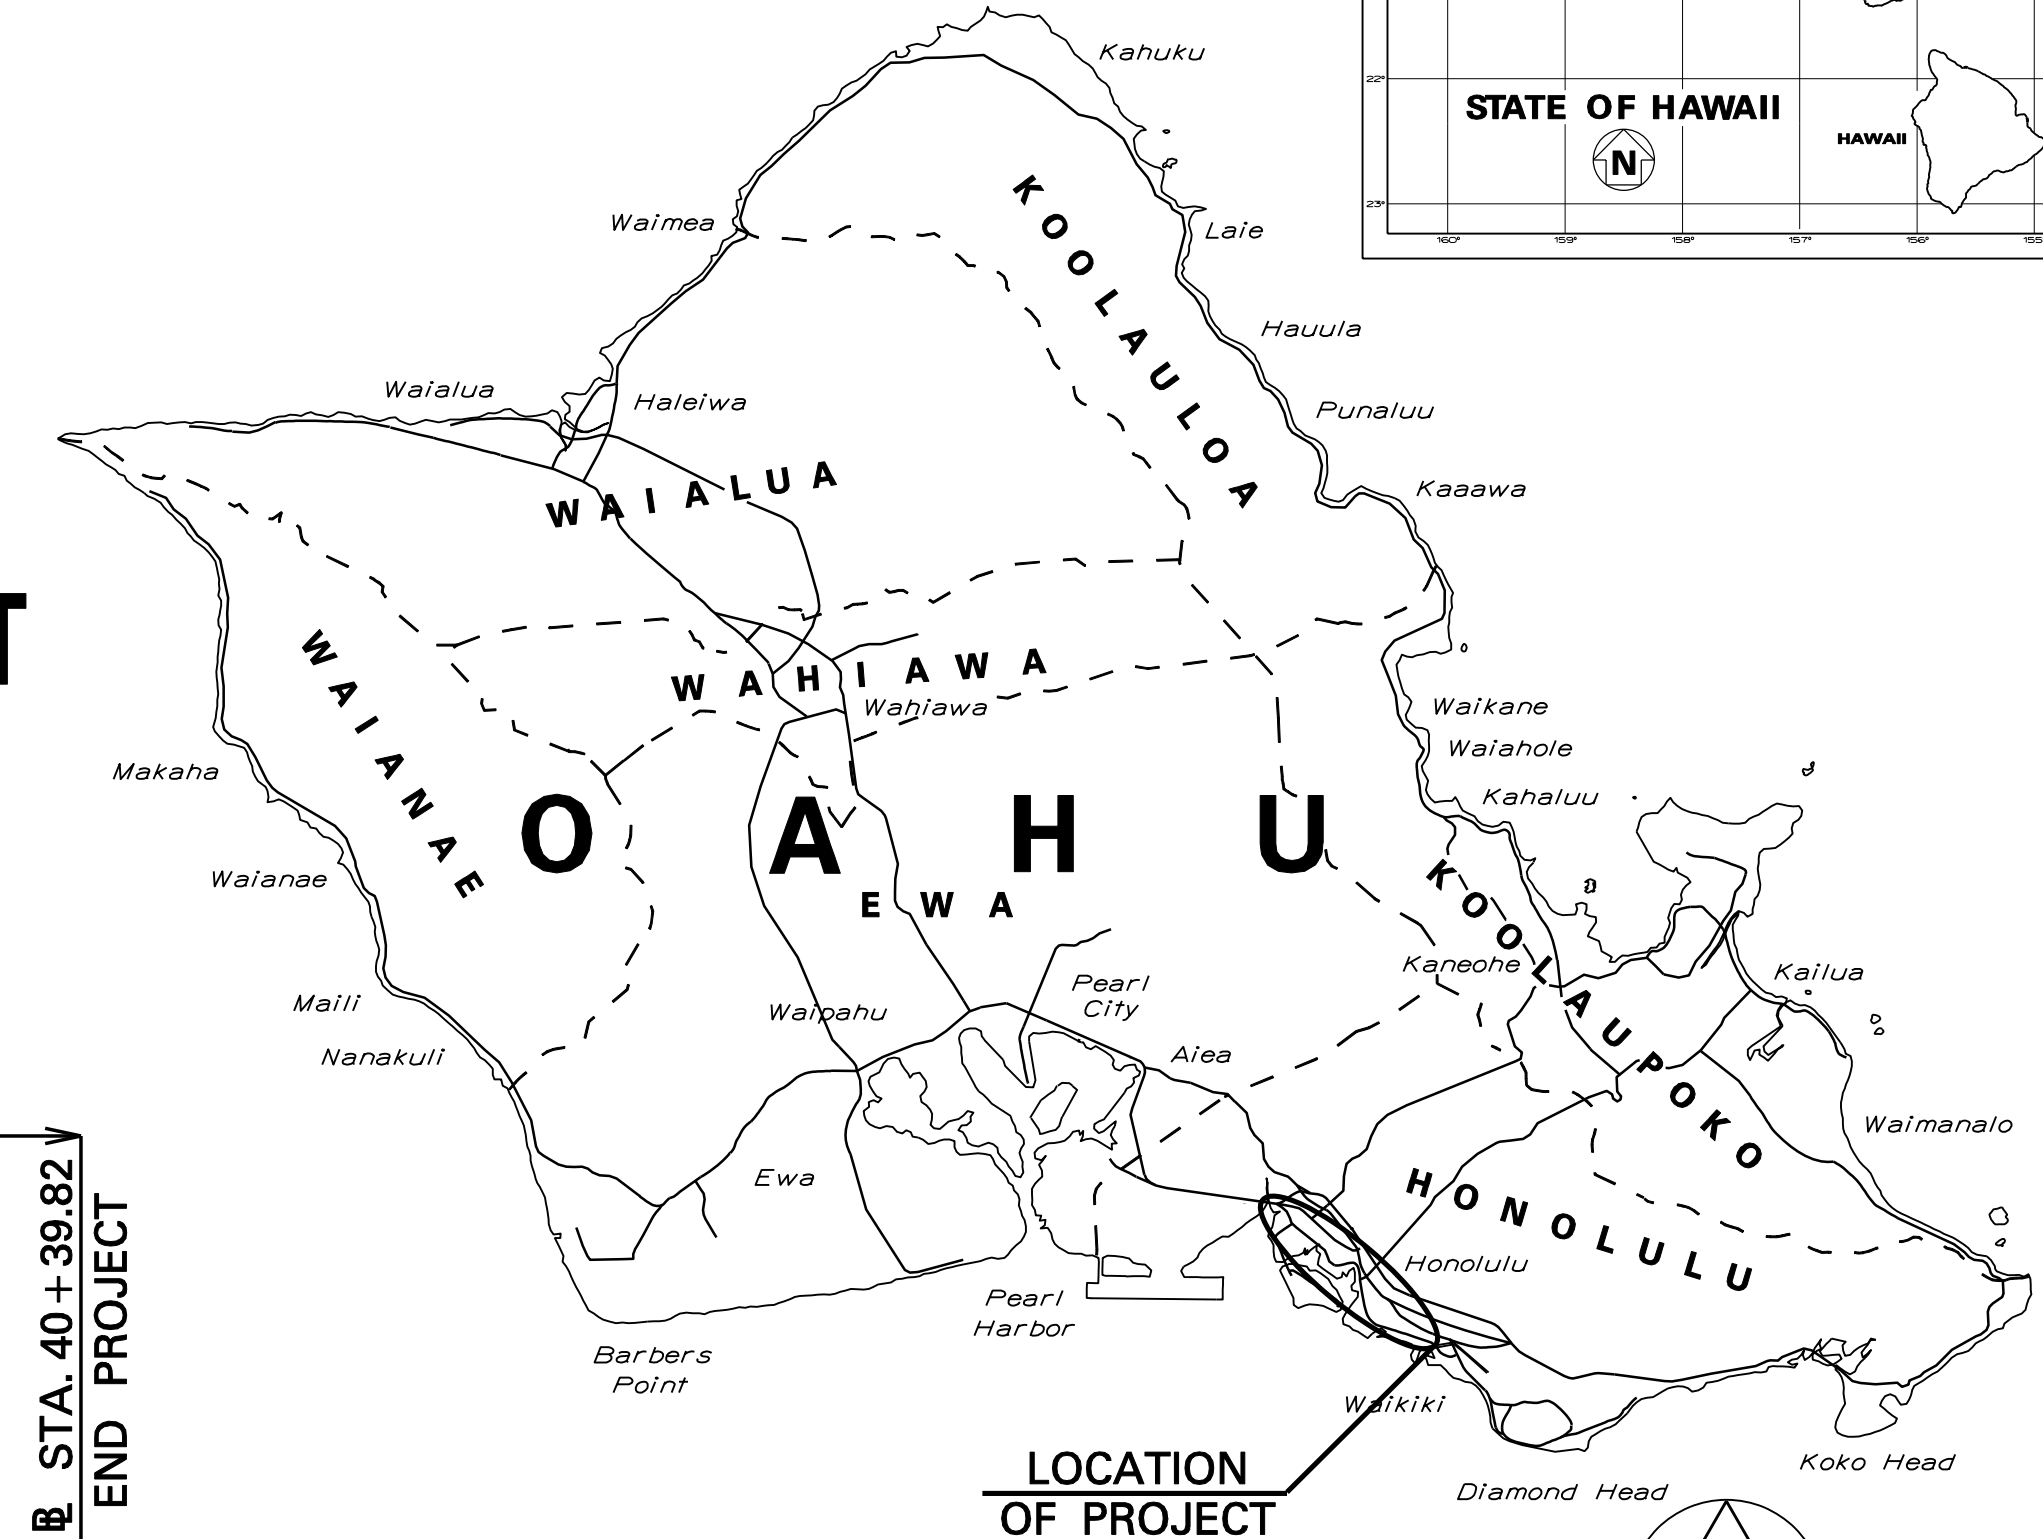 Kahuku
22°
STATE OF HAWAII
HAWAII
N
23°
160°
159°
158°
157°
156°
155
Waimea
KOOLAULOA
Laie
Hauula
Waialua
Haleiwa
Punaluu
WAIALUA
Kaaawa
T
WAIANAE
WAHIAWA
Wahiawa
Waikane
Waiahole
Makaha
Kahaluu
OAHU
Waianae
EWA
KOOLAUPOKO
Kaneohe
Kailua
Maili
Waipahu
Pearl
City
Nanakuli
Aiea
Waimanalo
Ewa
HONOLULU
Honolulu
Pearl
Harbor
Barbers
Point
Waikiki
Koko Head
Diamond Head
LOCATION
OF PROJECT
BL STA. 40+39.82
END PROJECT